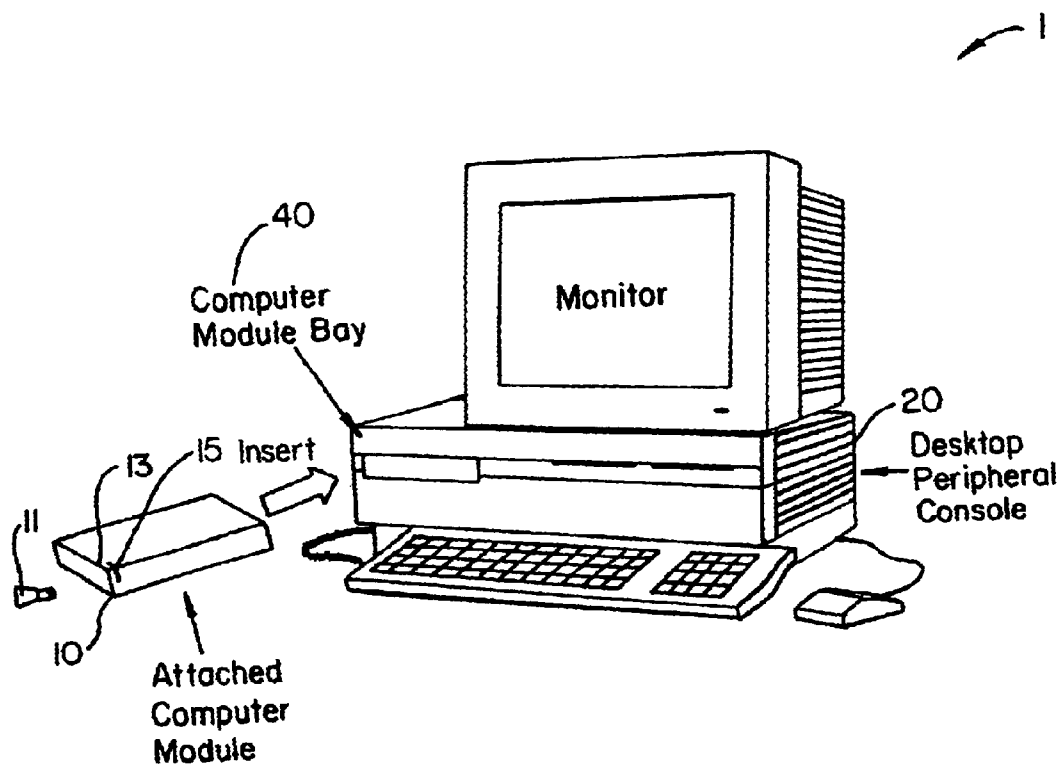 1
40
Computer
Module Bay
Monitor
20
Desktop
Peripheral
Console
13
15 Insert
11
10
Attached
Computer
Module